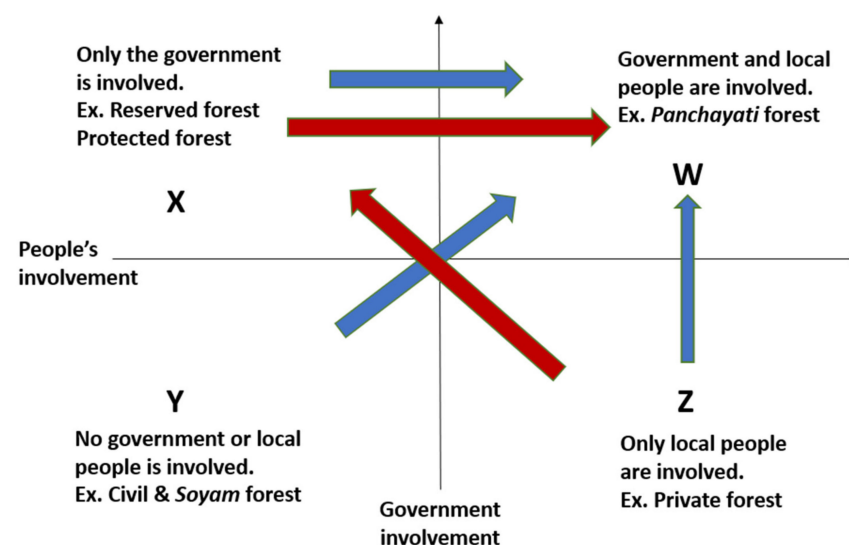 Only the government
is involved.
Ex. Reserved forest
Protected forest
Government and local
people are involved.
Ex. Panchayati forest
X
W
People's
involvement
Y
No government or local
people is involved.
Ex. Civil & Soyam forest
Z
Only local people
are involved.
Ex. Private forest
Government
involvement